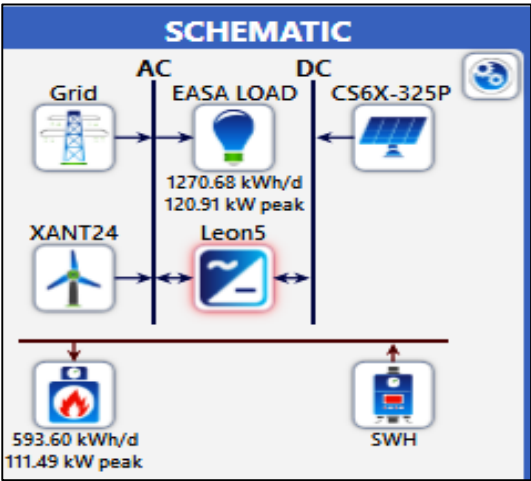 SCHEMATIC
AC DC
Grid EASA LOAD CS6X-325P
1270.68 kWh/d
120.91 kW peak
XANT24 Leon5
593.60 kWh/d
111.49 kW peak
SWH